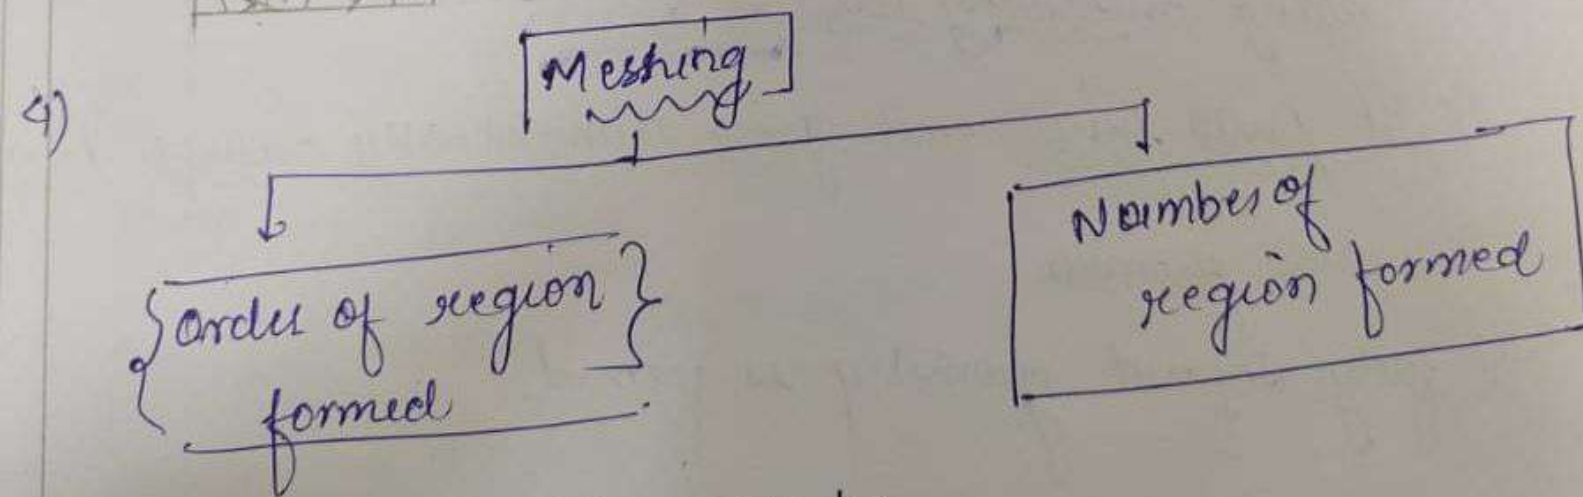 4)
Meshing
Order of region
formed
Number of
region formed